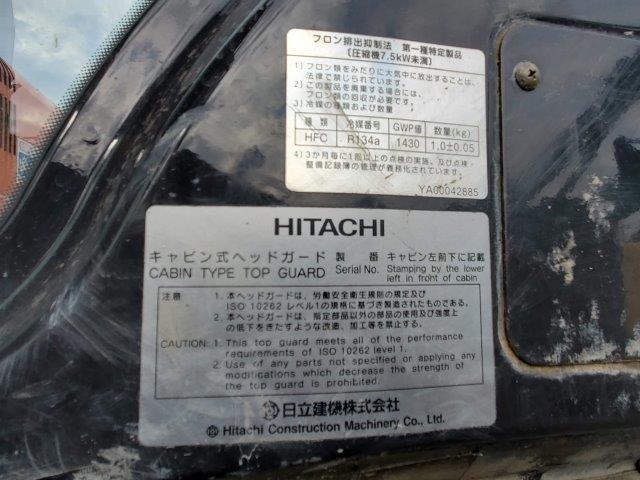 フロン排出抑制法 第一種特定製品
(圧縮機7.5kW未満)
1) フロン類をみだりに大気中に放出することは、
法律で禁じられています。
2) この製品を廃棄する場合には、
フロン類の回収が必要です。
3) 冷媒の種類および数量
種類 冷媒番号 GWP値 数量(kg)
HFC R134a 1430 1.0±0.05
4) 3か月毎に1回以上の点検の実施、及び点検・
整備記録簿の管理が義務化されています。
YA60042885
HITACHI
キャビン式ヘッドガード 製番 キャビン左前下に記載
CABIN TYPE TOP GUARD Serial No. Stamping by the lower
left in front of cabin
注意 1. 本ヘッドガードは、労働安全衛生規則の規定及び
ISO 10262 レベル1の規格に基づき製造されたものである。
2. 本ヘッドガードは、指定部品以外の部品の使用及び強度上
の低下をきたすような改造、加工等を禁止する。
CAUTION: 1. This top guard meets all of the performance
requirements of ISO 10262 level 1.
2. Use of any parts not specified or applying any
modifications which decrease the strength of
the top guard is prohibited.
日立建機株式会社
Hitachi Construction Machinery Co., Ltd.